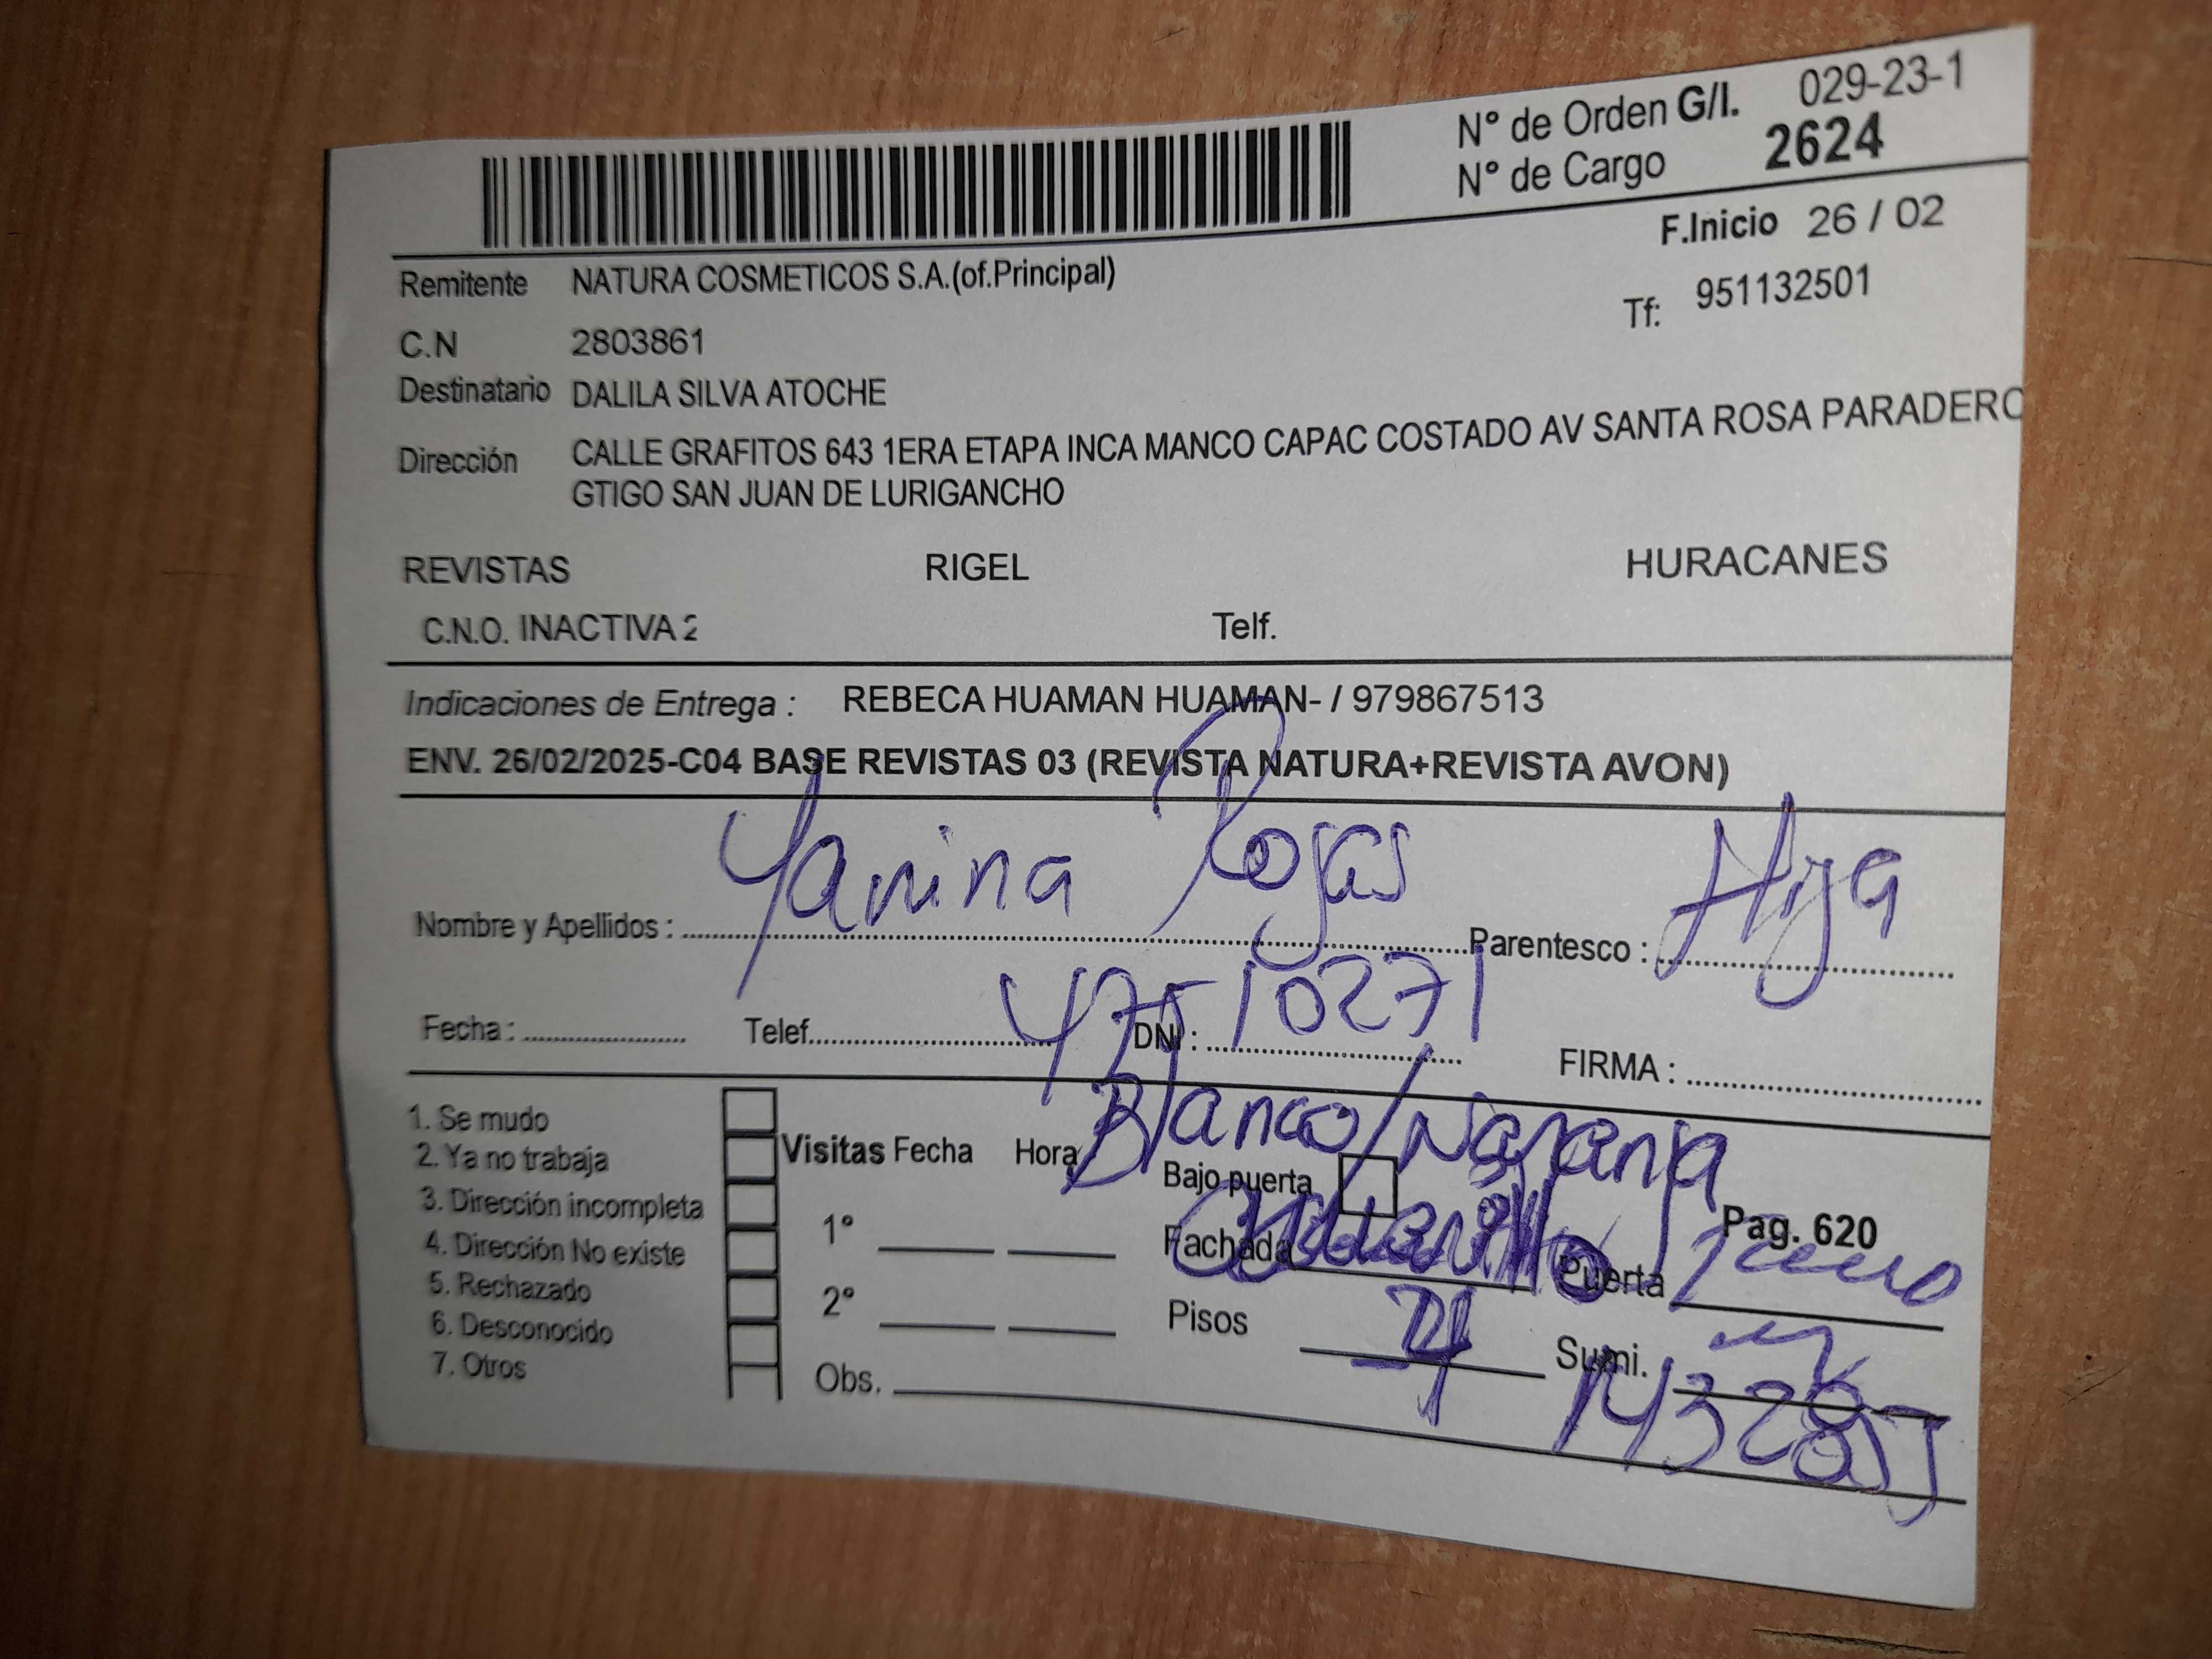 N° de Orden G/I. 029-23-1
N° de Cargo 2624
F.Inicio 26 / 02
Remitente NATURA COSMETICOS S.A.(of.Principal)
Tf: 951132501
C.N 2803861
Destinatario DALILA SILVA ATOCHE
Dirección CALLE GRAFITOS 643 1ERA ETAPA INCA MANCO CAPAC COSTADO AV SANTA ROSA PARADERO
GTIGO SAN JUAN DE LURIGANCHO
REVISTAS RIGEL HURACANES
C.N.O. INACTIVA 2 Telf.
Indicaciones de Entrega : REBECA HUAMAN HUAMAN- / 979867513
ENV. 26/02/2025-C04 BASE REVISTAS 03 (REVISTA NATURA+REVISTA AVON)
Nombre y Apellidos : Yanina Rojas Parentesco : Hija
Fecha : Telef. DNI : 47510271 FIRMA :
1. Se mudo
2. Ya no trabaja
3. Dirección incompleta
4. Dirección No existe
5. Rechazado
6. Desconocido
7. Otros
Visitas Fecha Hora
1°
2°
Obs.
Blanco/Naranja
Bajo puerta
Pag. 620
Fachada Puerta
Pisos Sumi.